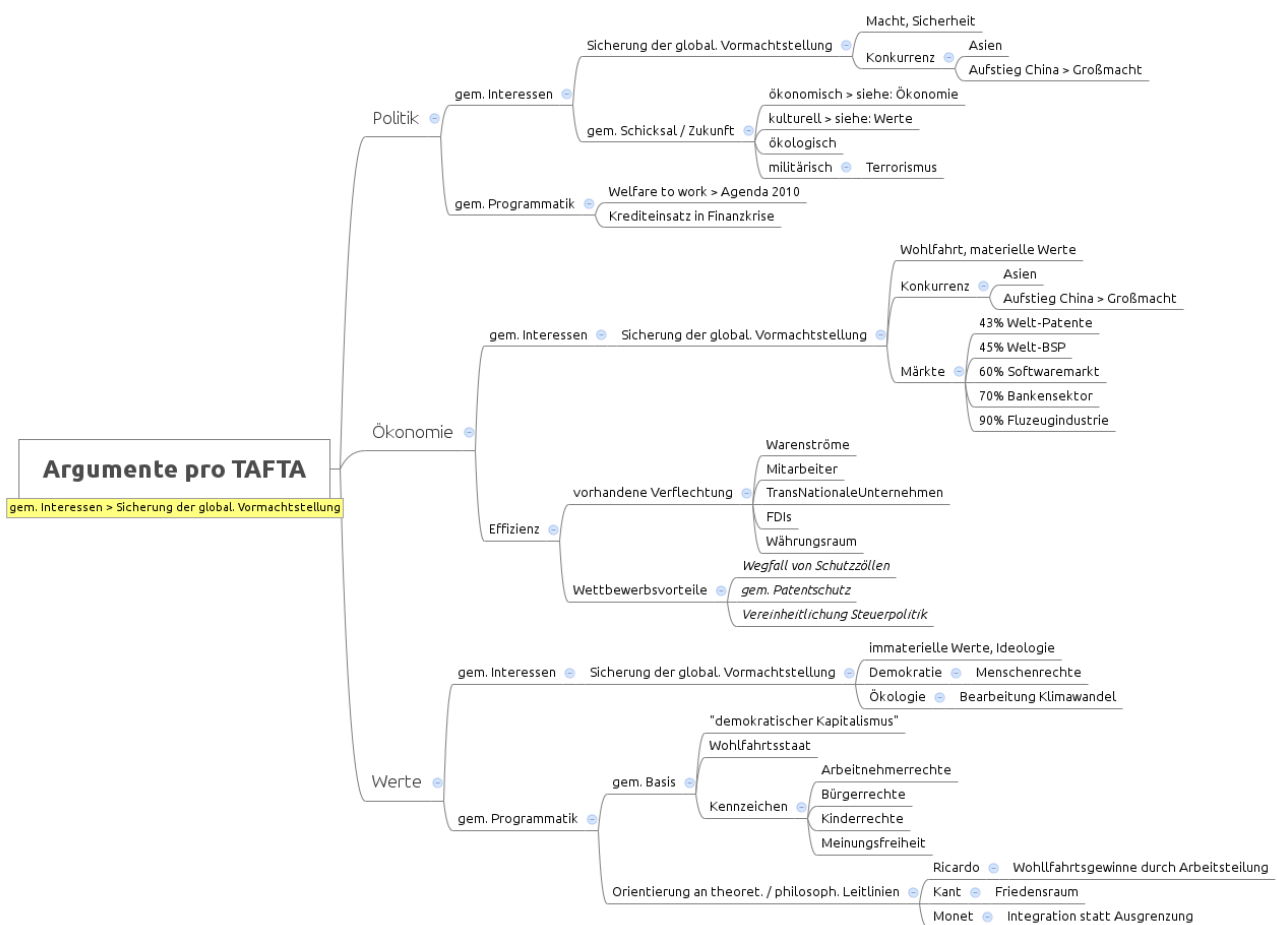 Argumente pro TAFTA
gem. Interessen > Sicherung der global. Vormachtstellung
Politik
gem. Interessen
Sicherung der global. Vormachtstellung
Macht, Sicherheit
Konkurrenz
Asien
Aufstieg China > Großmacht
gem. Schicksal / Zukunft
ökonomisch > siehe: Ökonomie
kulturell > siehe: Werte
ökologisch
militärisch
Terrorismus
gem. Programmatik
Welfare to work > Agenda 2010
Krediteinsatz in Finanzkrise
Ökonomie
gem. Interessen
Sicherung der global. Vormachtstellung
Wohlfahrt, materielle Werte
Konkurrenz
Asien
Aufstieg China > Großmacht
Märkte
43% Welt-Patente
45% Welt-BSP
60% Softwaremarkt
70% Bankensektor
90% Fluzeugindustrie
Effizienz
vorhandene Verflechtung
Warenströme
Mitarbeiter
TransNationaleUnternehmen
FDIs
Währungsraum
Wettbewerbsvorteile
Wegfall von Schutzzöllen
gem. Patentschutz
Vereinheitlichung Steuerpolitik
Werte
gem. Interessen
Sicherung der global. Vormachtstellung
immaterielle Werte, Ideologie
Demokratie
Menschenrechte
Ökologie
Bearbeitung Klimawandel
gem. Programmatik
gem. Basis
"demokratischer Kapitalismus"
Wohlfahrtsstaat
Kennzeichen
Arbeitnehmerrechte
Bürgerrechte
Kinderrechte
Meinungsfreiheit
Orientierung an theoret. / philosoph. Leitlinien
Ricardo
Wohllfahrtsgewinne durch Arbeitsteilung
Kant
Friedensraum
Monet
Integration statt Ausgrenzung